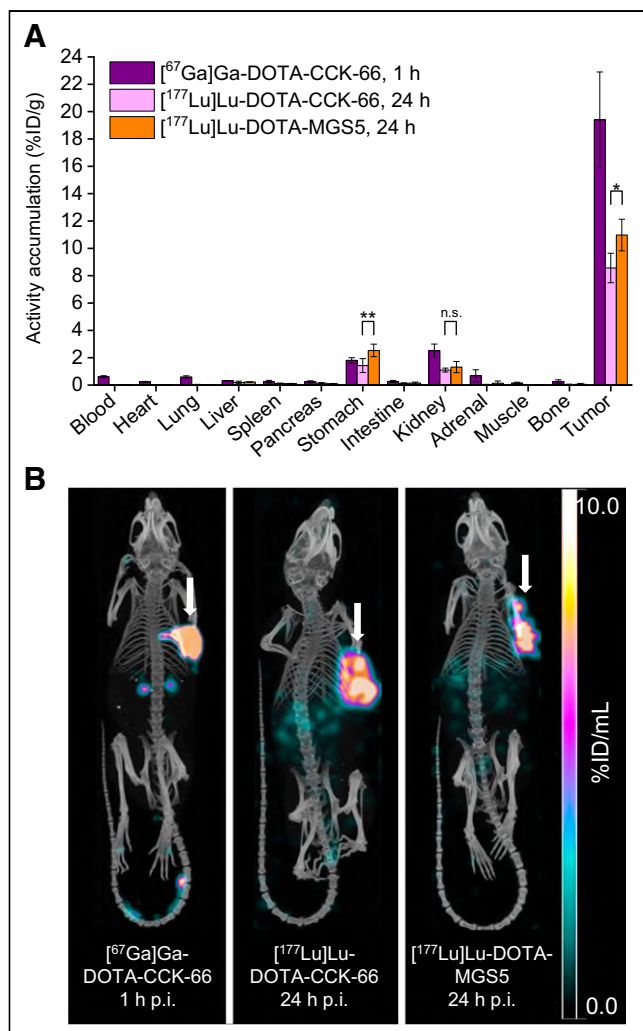 A
24
22
20
18
16
14
12
10
8
6
4
2
0
Activity accumulation (%ID/g)
[⁶⁷Ga]Ga-DOTA-CCK-66, 1 h
[¹⁷⁷Lu]Lu-DOTA-CCK-66, 24 h
[¹⁷⁷Lu]Lu-DOTA-MGS5, 24 h
**
n.s.
*
Blood
Heart
Lung
Liver
Spleen
Pancreas
Stomach
Intestine
Kidney
Adrenal
Muscle
Bone
Tumor
B
10.0
%ID/mL
0.0
[⁶⁷Ga]Ga-
DOTA-CCK-66
1 h p.i.
[¹⁷⁷Lu]Lu-
DOTA-CCK-66
24 h p.i.
[¹⁷⁷Lu]Lu-DOTA-
MGS5
24 h p.i.